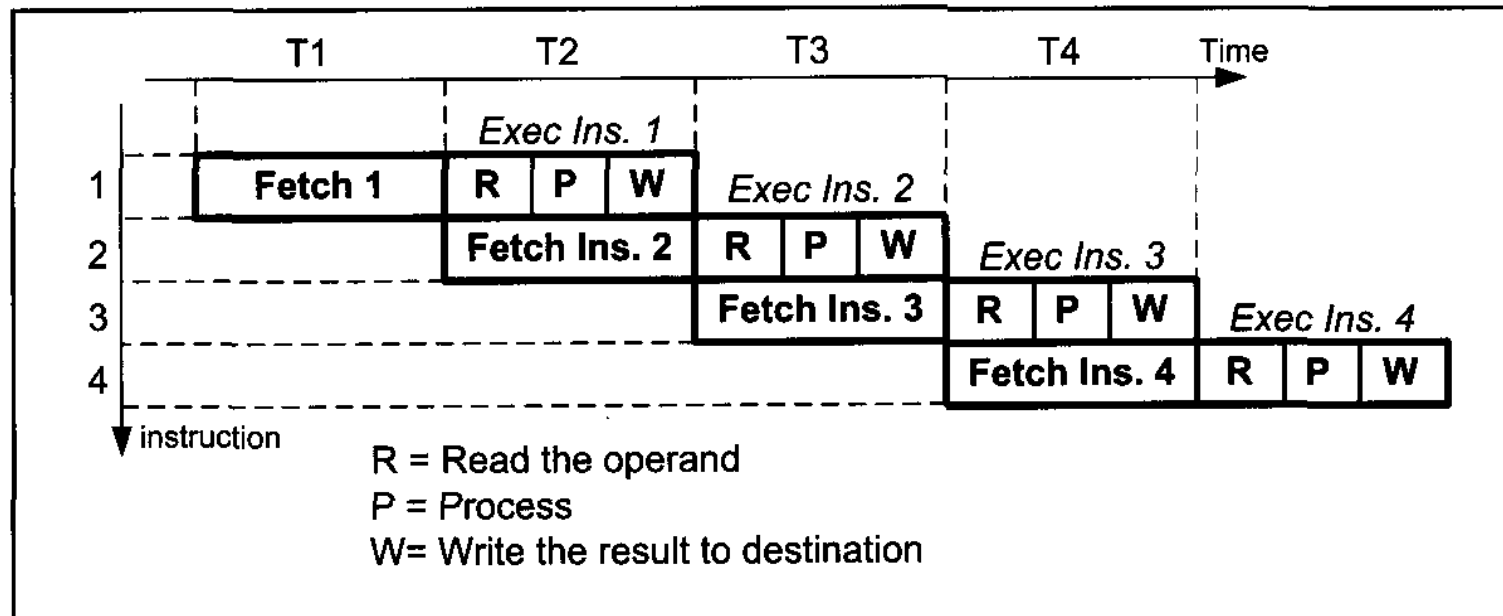 T1 T2 T3 T4 Time
Exec Ins. 1
1 Fetch 1 R P W Exec Ins. 2
2 Fetch Ins. 2 R P W Exec Ins. 3
3 Fetch Ins. 3 R P W Exec Ins. 4
4 Fetch Ins. 4 R P W
instruction
R = Read the operand
P = Process
W= Write the result to destination